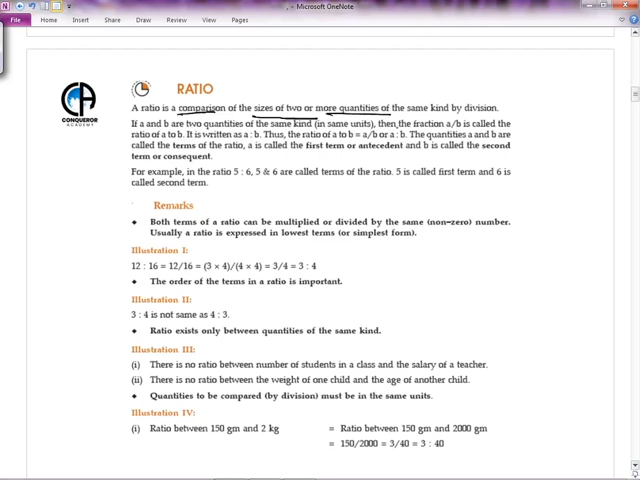 - Microsoft OneNote
File Home Insert Share Draw Review View Pages
RATIO
A ratio is a comparison of the sizes of two or more quantities of the same kind by division.
If a and b are two quantities of the same kind (in same units), then the fraction a/b is called the
ratio of a to b. It is written as a : b. Thus, the ratio of a to b = a/b or a : b. The quantities a and b are
called the terms of the ratio, a is called the first term or antecedent and b is called the second
term or consequent.
For example, in the ratio 5 : 6, 5 & 6 are called terms of the ratio. 5 is called first term and 6 is
called second term.
CONQUEROR
ACADEMY
Remarks
♦ Both terms of a ratio can be multiplied or divided by the same (non–zero) number.
Usually a ratio is expressed in lowest terms (or simplest form).
Illustration I:
12 : 16 = 12/16 = (3 × 4)/(4 × 4) = 3/4 = 3 : 4
♦ The order of the terms in a ratio is important.
Illustration II:
3 : 4 is not same as 4 : 3.
♦ Ratio exists only between quantities of the same kind.
Illustration III:
(i) There is no ratio between number of students in a class and the salary of a teacher.
(ii) There is no ratio between the weight of one child and the age of another child.
♦ Quantities to be compared (by division) must be in the same units.
Illustration IV:
(i) Ratio between 150 gm and 2 kg = Ratio between 150 gm and 2000 gm
= 150/2000 = 3/40 = 3 : 40